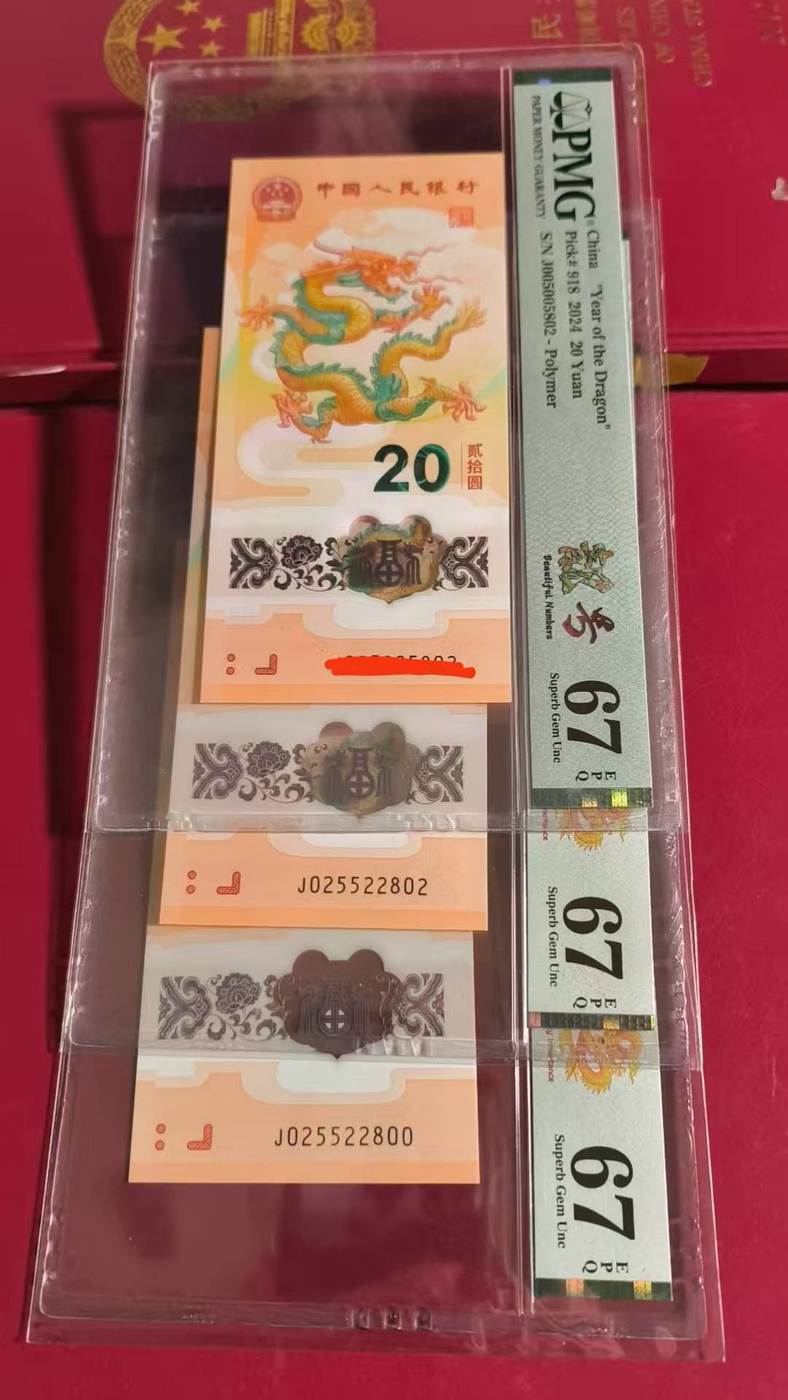 中国人民银行
20
贰拾圆
PMG
PAPER MONEY GUARANTY
China "Year of the Dragon"
Pick# 918 2024 20 Yuan
S/N J005005802 - Polymer
Beautiful Numbers
67
EPQ
Superb Gem Unc
J025522802
67
EPQ
Superb Gem Unc
J025522800
67
EPQ
Superb Gem Unc